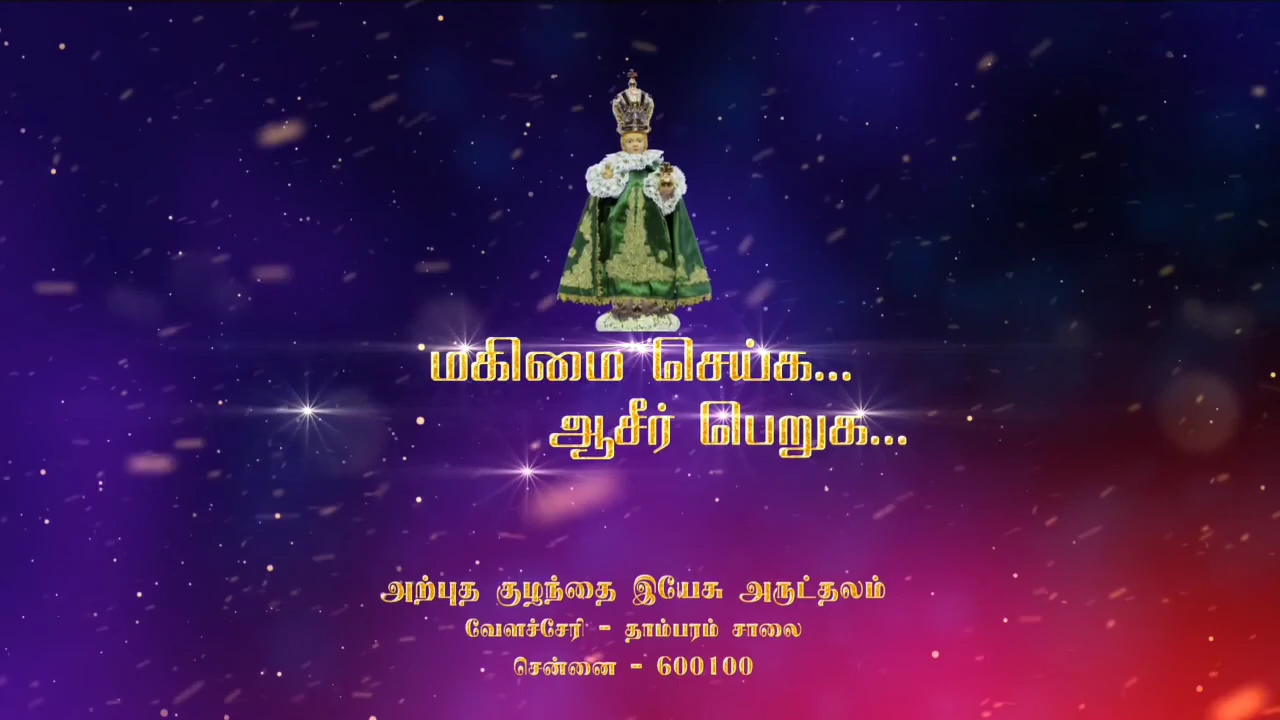 மகிமை செய்க...
ஆசீர் பெறுக...
அற்புத குழந்தை இயேசு அருட்தலம்
வேளச்சேரி - தாம்பரம் சாலை
சென்னை - 600100